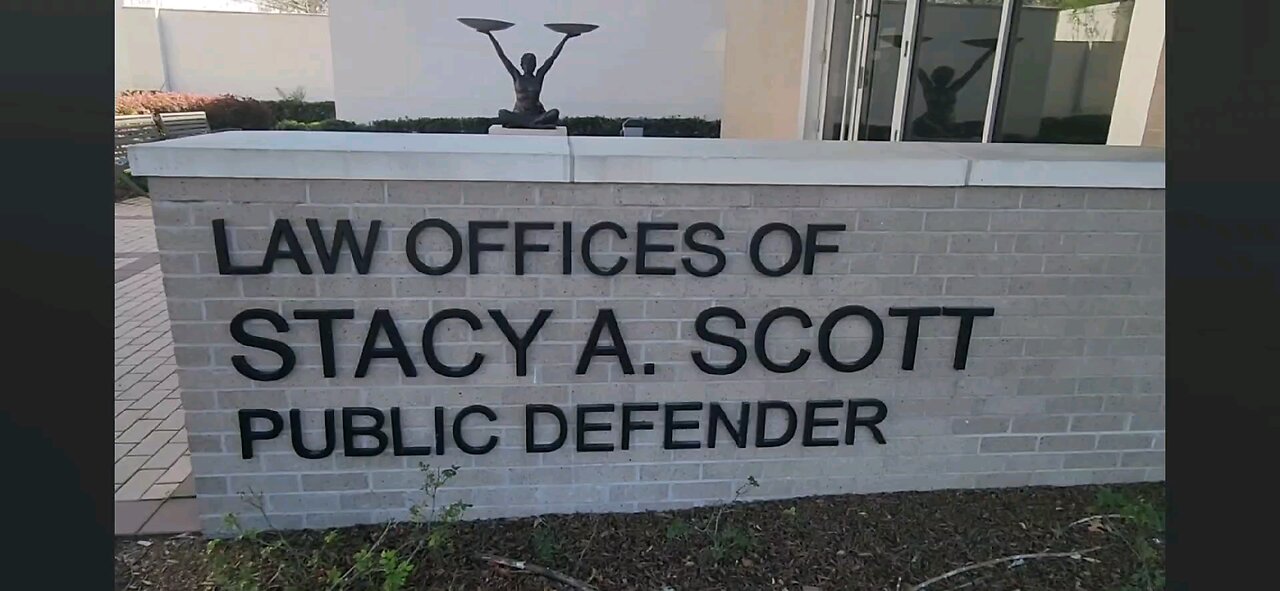 LAW OFFICES OF
STACY A. SCOTT
PUBLIC DEFENDER